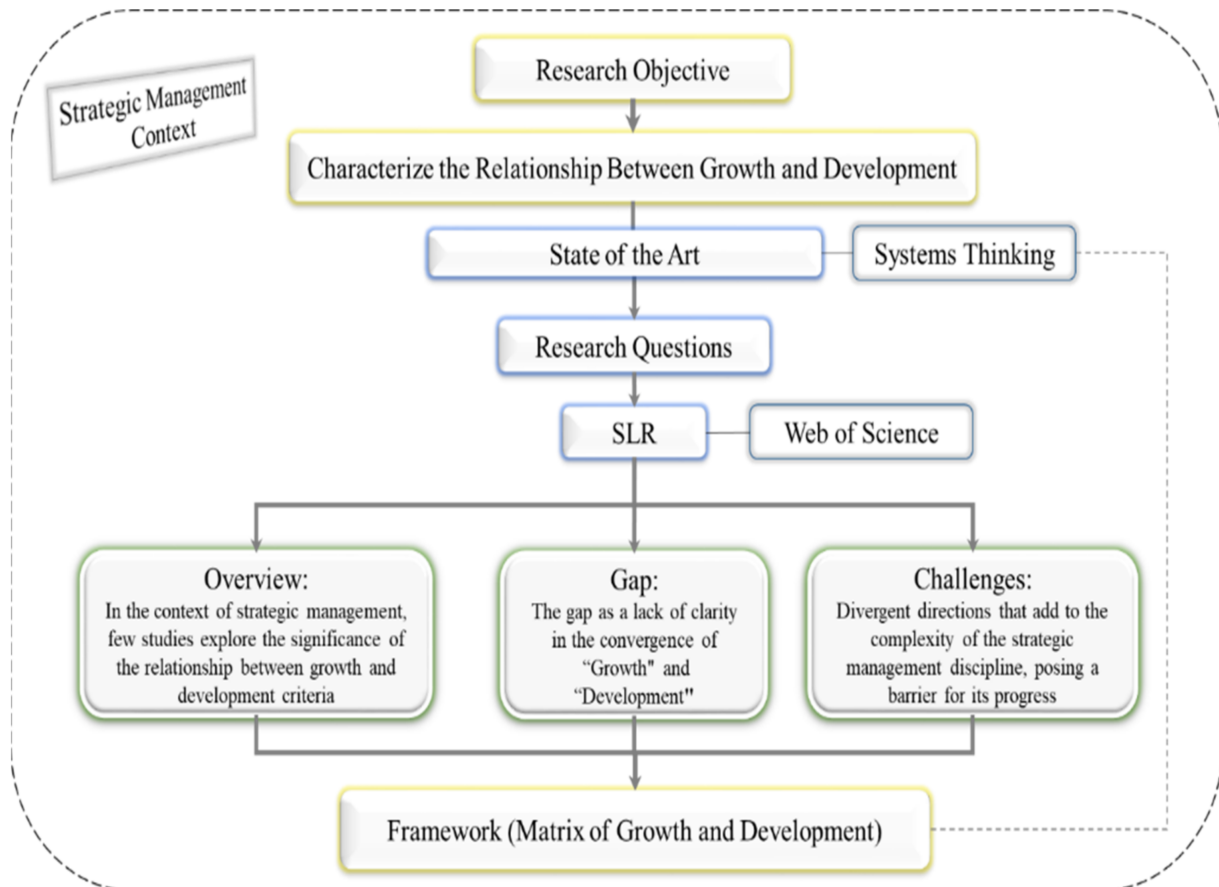 Strategic Management
Context
Research Objective
Characterize the Relationship Between Growth and Development
State of the Art
Systems Thinking
Research Questions
SLR
Web of Science
Overview:
In the context of strategic management,
few studies explore the significance of
the relationship between growth and
development criteria
Gap:
The gap as a lack of clarity
in the convergence of
“Growth" and
“Development"
Challenges:
Divergent directions that add to the
complexity of the strategic
management discipline, posing a
barrier for its progress
Framework (Matrix of Growth and Development)